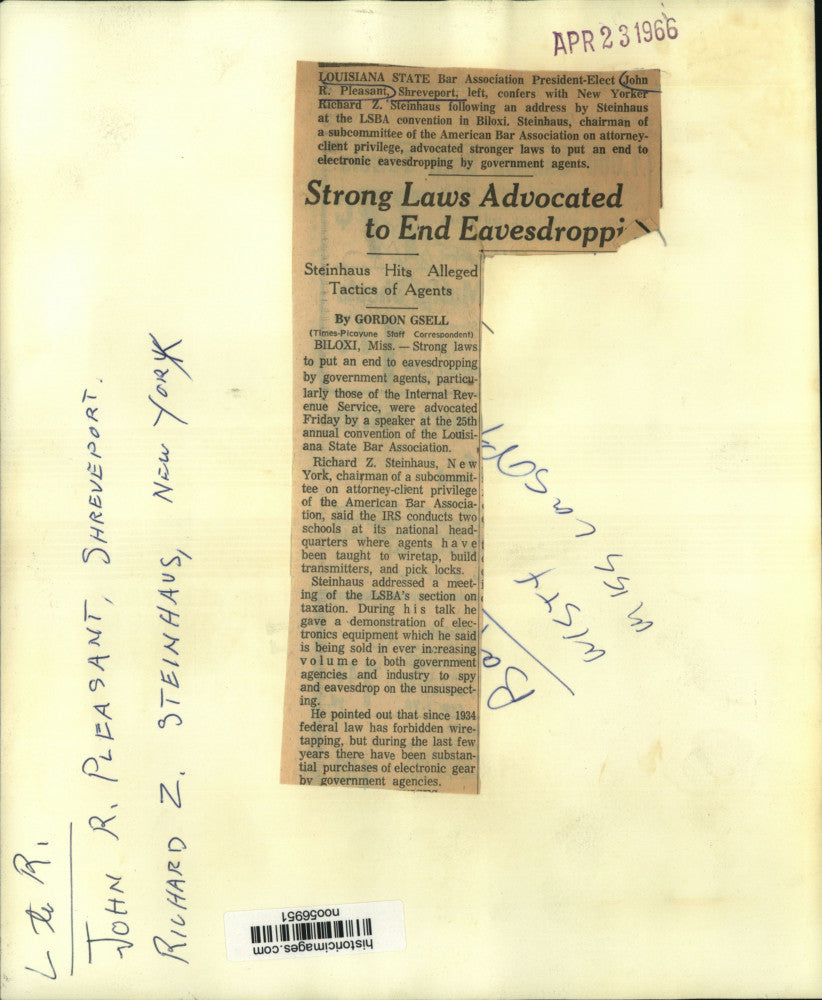 APR 23 1966
LOUISIANA STATE Bar Association President-Elect John
R. Pleasant, Shreveport, left, confers with New Yorker
Richard Z. Steinhaus following an address by Steinhaus
at the LSBA convention in Biloxi. Steinhaus, chairman of
a subcommittee of the American Bar Association on attorney-
client privilege, advocated stronger laws to put an end to
electronic eavesdropping by government agents.
Strong Laws Advocated
to End Eavesdroppi
Steinhaus Hits Alleged
Tactics of Agents
By GORDON GSELL
(Times-Picayune Staff Correspondent)
BILOXI, Miss. — Strong laws
to put an end to eavesdropping
by government agents, particu-
larly those of the Internal Rev-
enue Service, were advocated
Friday by a speaker at the 25th
annual convention of the Louisi-
ana State Bar Association.
Richard Z. Steinhaus, New
York, chairman of a subcommit-
tee on attorney-client privilege
of the American Bar Associa-
tion, said the IRS conducts two
schools at its national head-
quarters where agents have
been taught to wiretap, build
transmitters, and pick locks.
Steinhaus addressed a meet-
ing of the LSBA's section on
taxation. During his talk he
gave a demonstration of elec-
tronics equipment which he said
is being sold in ever increasing
volume to both government
agencies and industry to spy
and eavesdrop on the unsuspect-
ing.
He pointed out that since 1934
federal law has forbidden wire-
tapping, but during the last few
years there have been substan-
tial purchases of electronic gear
by government agencies.
L to R.
JOHN R. PLEASANT, SHREVEPORT.
RICHARD Z. STEINHAUS, NEW YORK
historicimages.com
noo56951